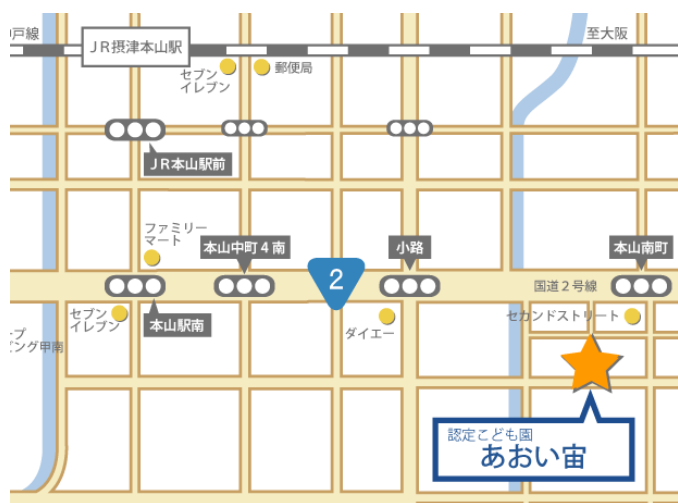 戸線
JR摂津本山駅
至大阪
セブン
イレブン
郵便局
JR本山駅前
ファミリー
マート
本山中町4南
小路
本山南町
2
国道2号線
セブン
イレブン
本山駅南
ダイエー
セカンドストリート
ープ
ピング甲南
認定こども園
あおい宙